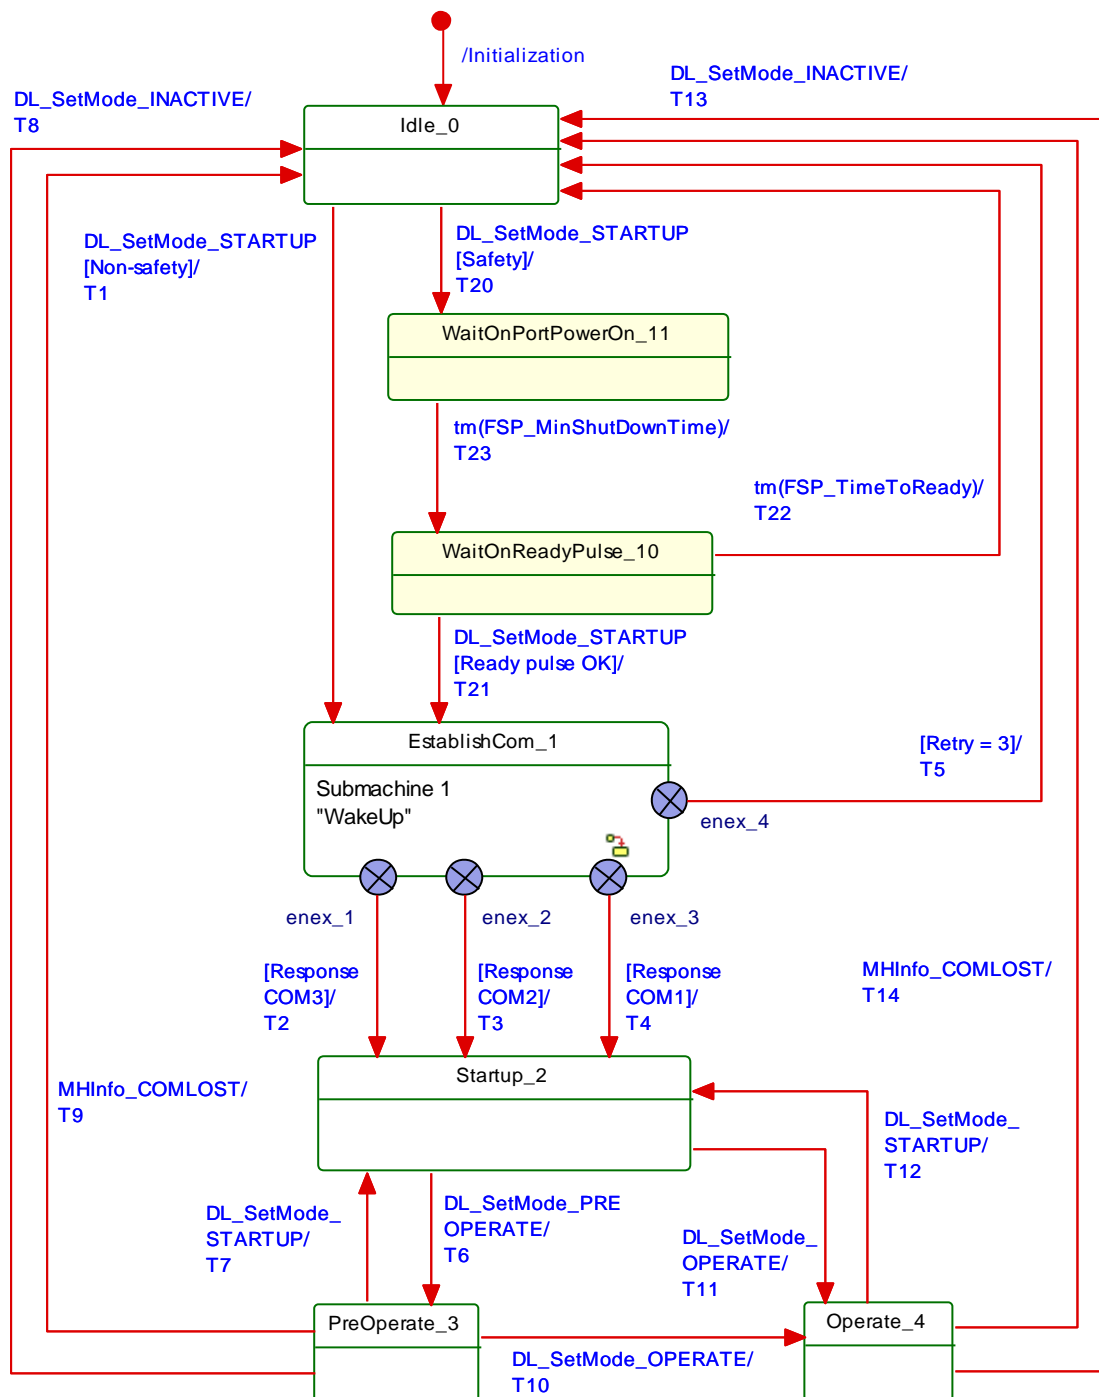 /Initialization
DL_SetMode_INACTIVE/
T13
DL_SetMode_INACTIVE/
T8
Idle_0
DL_SetMode_STARTUP
[Non-safety]/
T1
DL_SetMode_STARTUP
[Safety]/
T20
WaitOnPortPowerOn_11
tm(FSP_MinShutDownTime)/
T23
tm(FSP_TimeToReady)/
T22
WaitOnReadyPulse_10
DL_SetMode_STARTUP
[Ready pulse OK]/
T21
EstablishCom_1
Submachine 1
"WakeUp"
[Retry = 3]/
T5
enex_4
enex_1
enex_2
enex_3
[Response
COM3]/
T2
[Response
COM2]/
T3
[Response
COM1]/
T4
MHInfo_COMLOST/
T14
Startup_2
MHInfo_COMLOST/
T9
DL_SetMode_
STARTUP/
T12
DL_SetMode_
STARTUP/
T7
DL_SetMode_PRE
OPERATE/
T6
DL_SetMode_
OPERATE/
T11
PreOperate_3
Operate_4
DL_SetMode_OPERATE/
T10